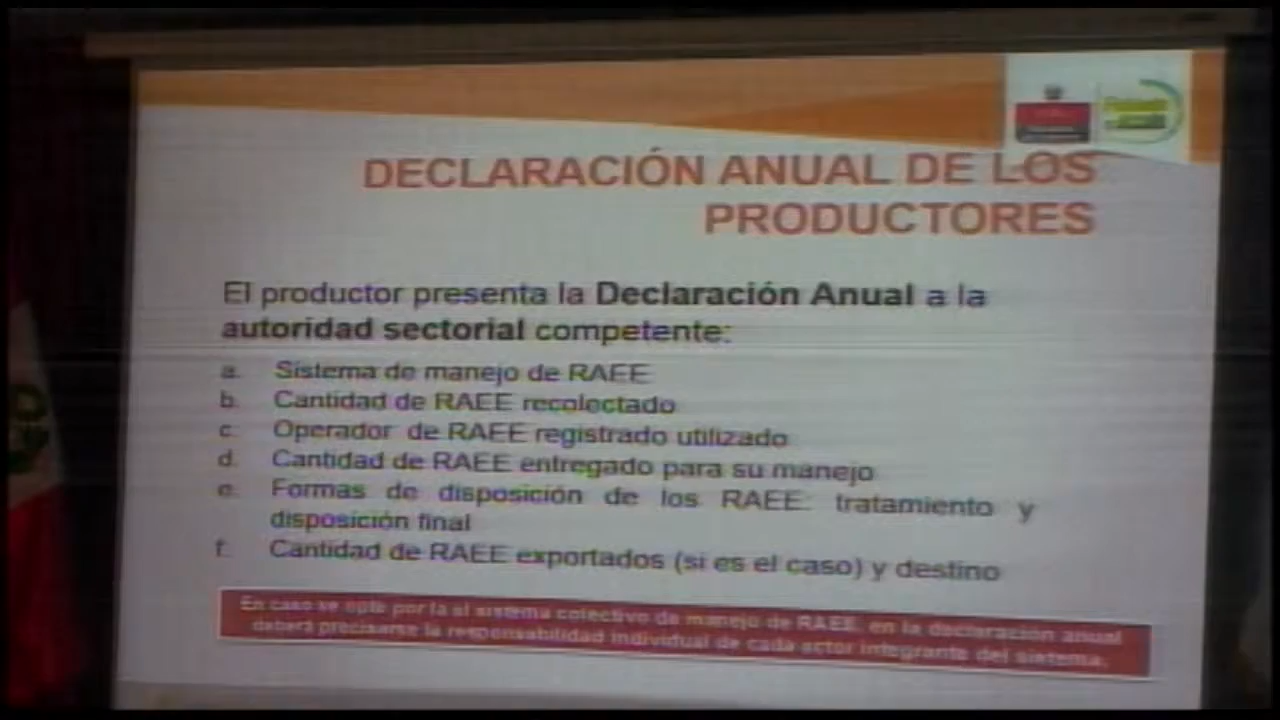 DECLARACIÓN ANUAL DE LOS
PRODUCTORES
El productor presenta la Declaración Anual a la
autoridad sectorial competente:
a. Sistema de manejo de RAEE
b. Cantidad de RAEE recolectado
c. Operador de RAEE registrado utilizado
d. Cantidad de RAEE entregado para su manejo
e. Formas de disposición de los RAEE: tratamiento y
disposición final
f. Cantidad de RAEE exportados (si es el caso) y destino
En caso se opte por la el sistema colectivo de manejo de RAEE, en la declaración anual
deberá precisarse la responsabilidad individual de cada actor integrante del sistema.